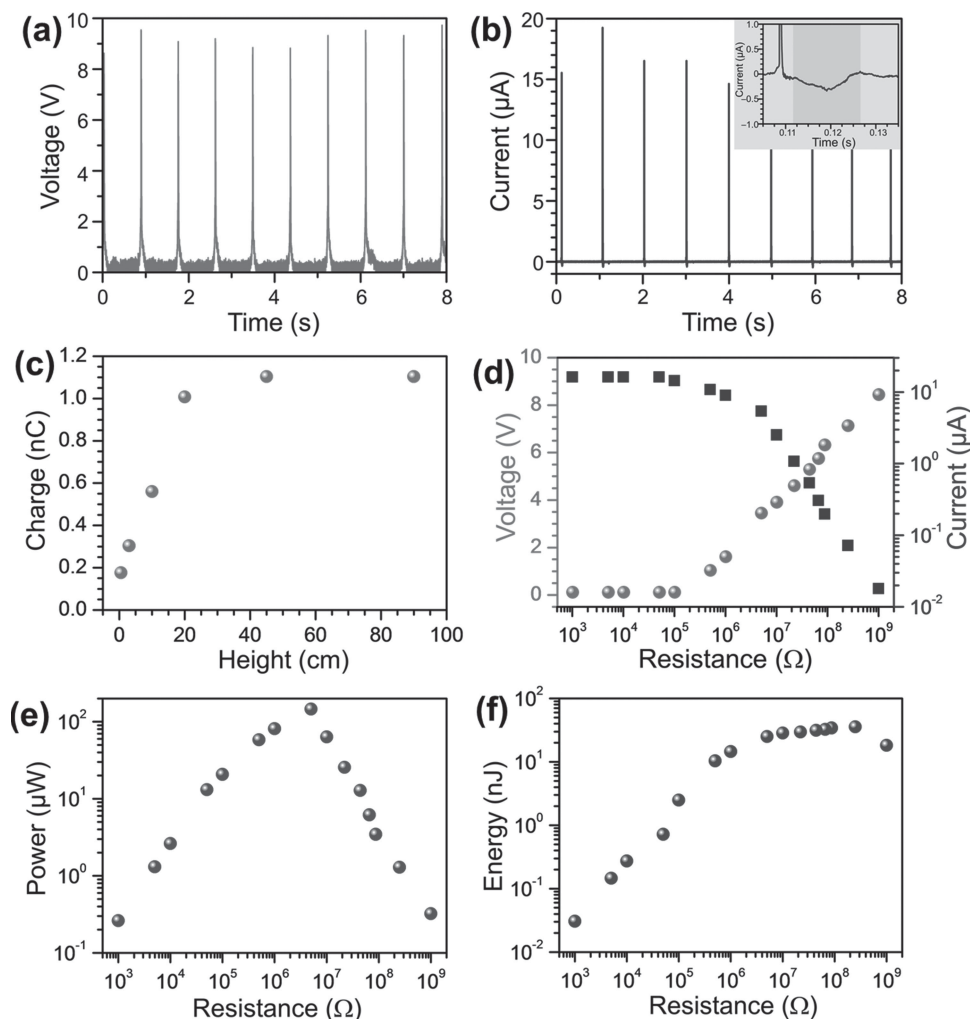 (a)
10
8
6
4
2
0
Voltage (V)
0 2 4 6 8
Time (s)
(b)
20
15
10
5
0
Current (µA)
0 2 4 6 8
Time (s)
1.0
0.5
0
−0.5
−1.0
Current (µA)
0.11 0.12 0.13
Time (s)
(c)
1.2
1.0
0.8
0.6
0.4
0.2
0.0
Charge (nC)
0 20 40 60 80 100
Height (cm)
(d)
10
8
6
4
2
0
Voltage (V)
10¹
10⁰
10⁻¹
10⁻²
Current (µA)
10³ 10⁴ 10⁵ 10⁶ 10⁷ 10⁸ 10⁹
Resistance (Ω)
(e)
10²
10¹
10⁰
10⁻¹
Power (µW)
10³ 10⁴ 10⁵ 10⁶ 10⁷ 10⁸ 10⁹
Resistance (Ω)
(f)
10²
10¹
10⁰
10⁻¹
10⁻²
Energy (nJ)
10³ 10⁴ 10⁵ 10⁶ 10⁷ 10⁸ 10⁹
Resistance (Ω)